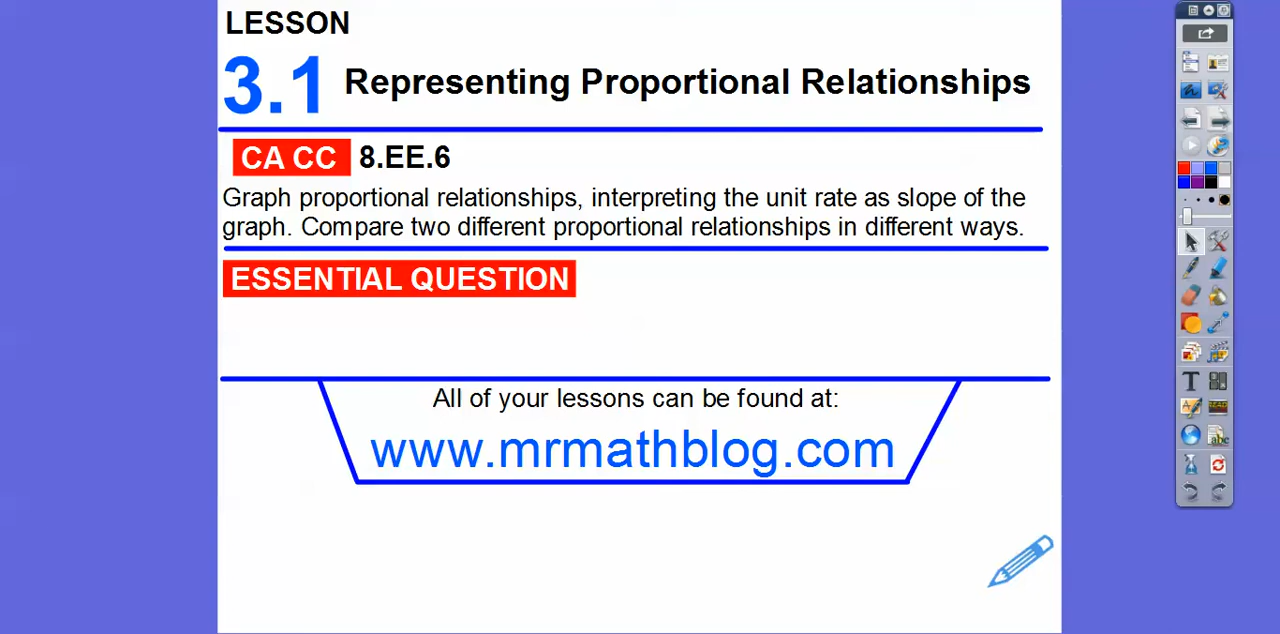 LESSON
3.1 Representing Proportional Relationships
CA CC 8.EE.6
Graph proportional relationships, interpreting the unit rate as slope of the
graph. Compare two different proportional relationships in different ways.
ESSENTIAL QUESTION
All of your lessons can be found at:
www.mrmathblog.com